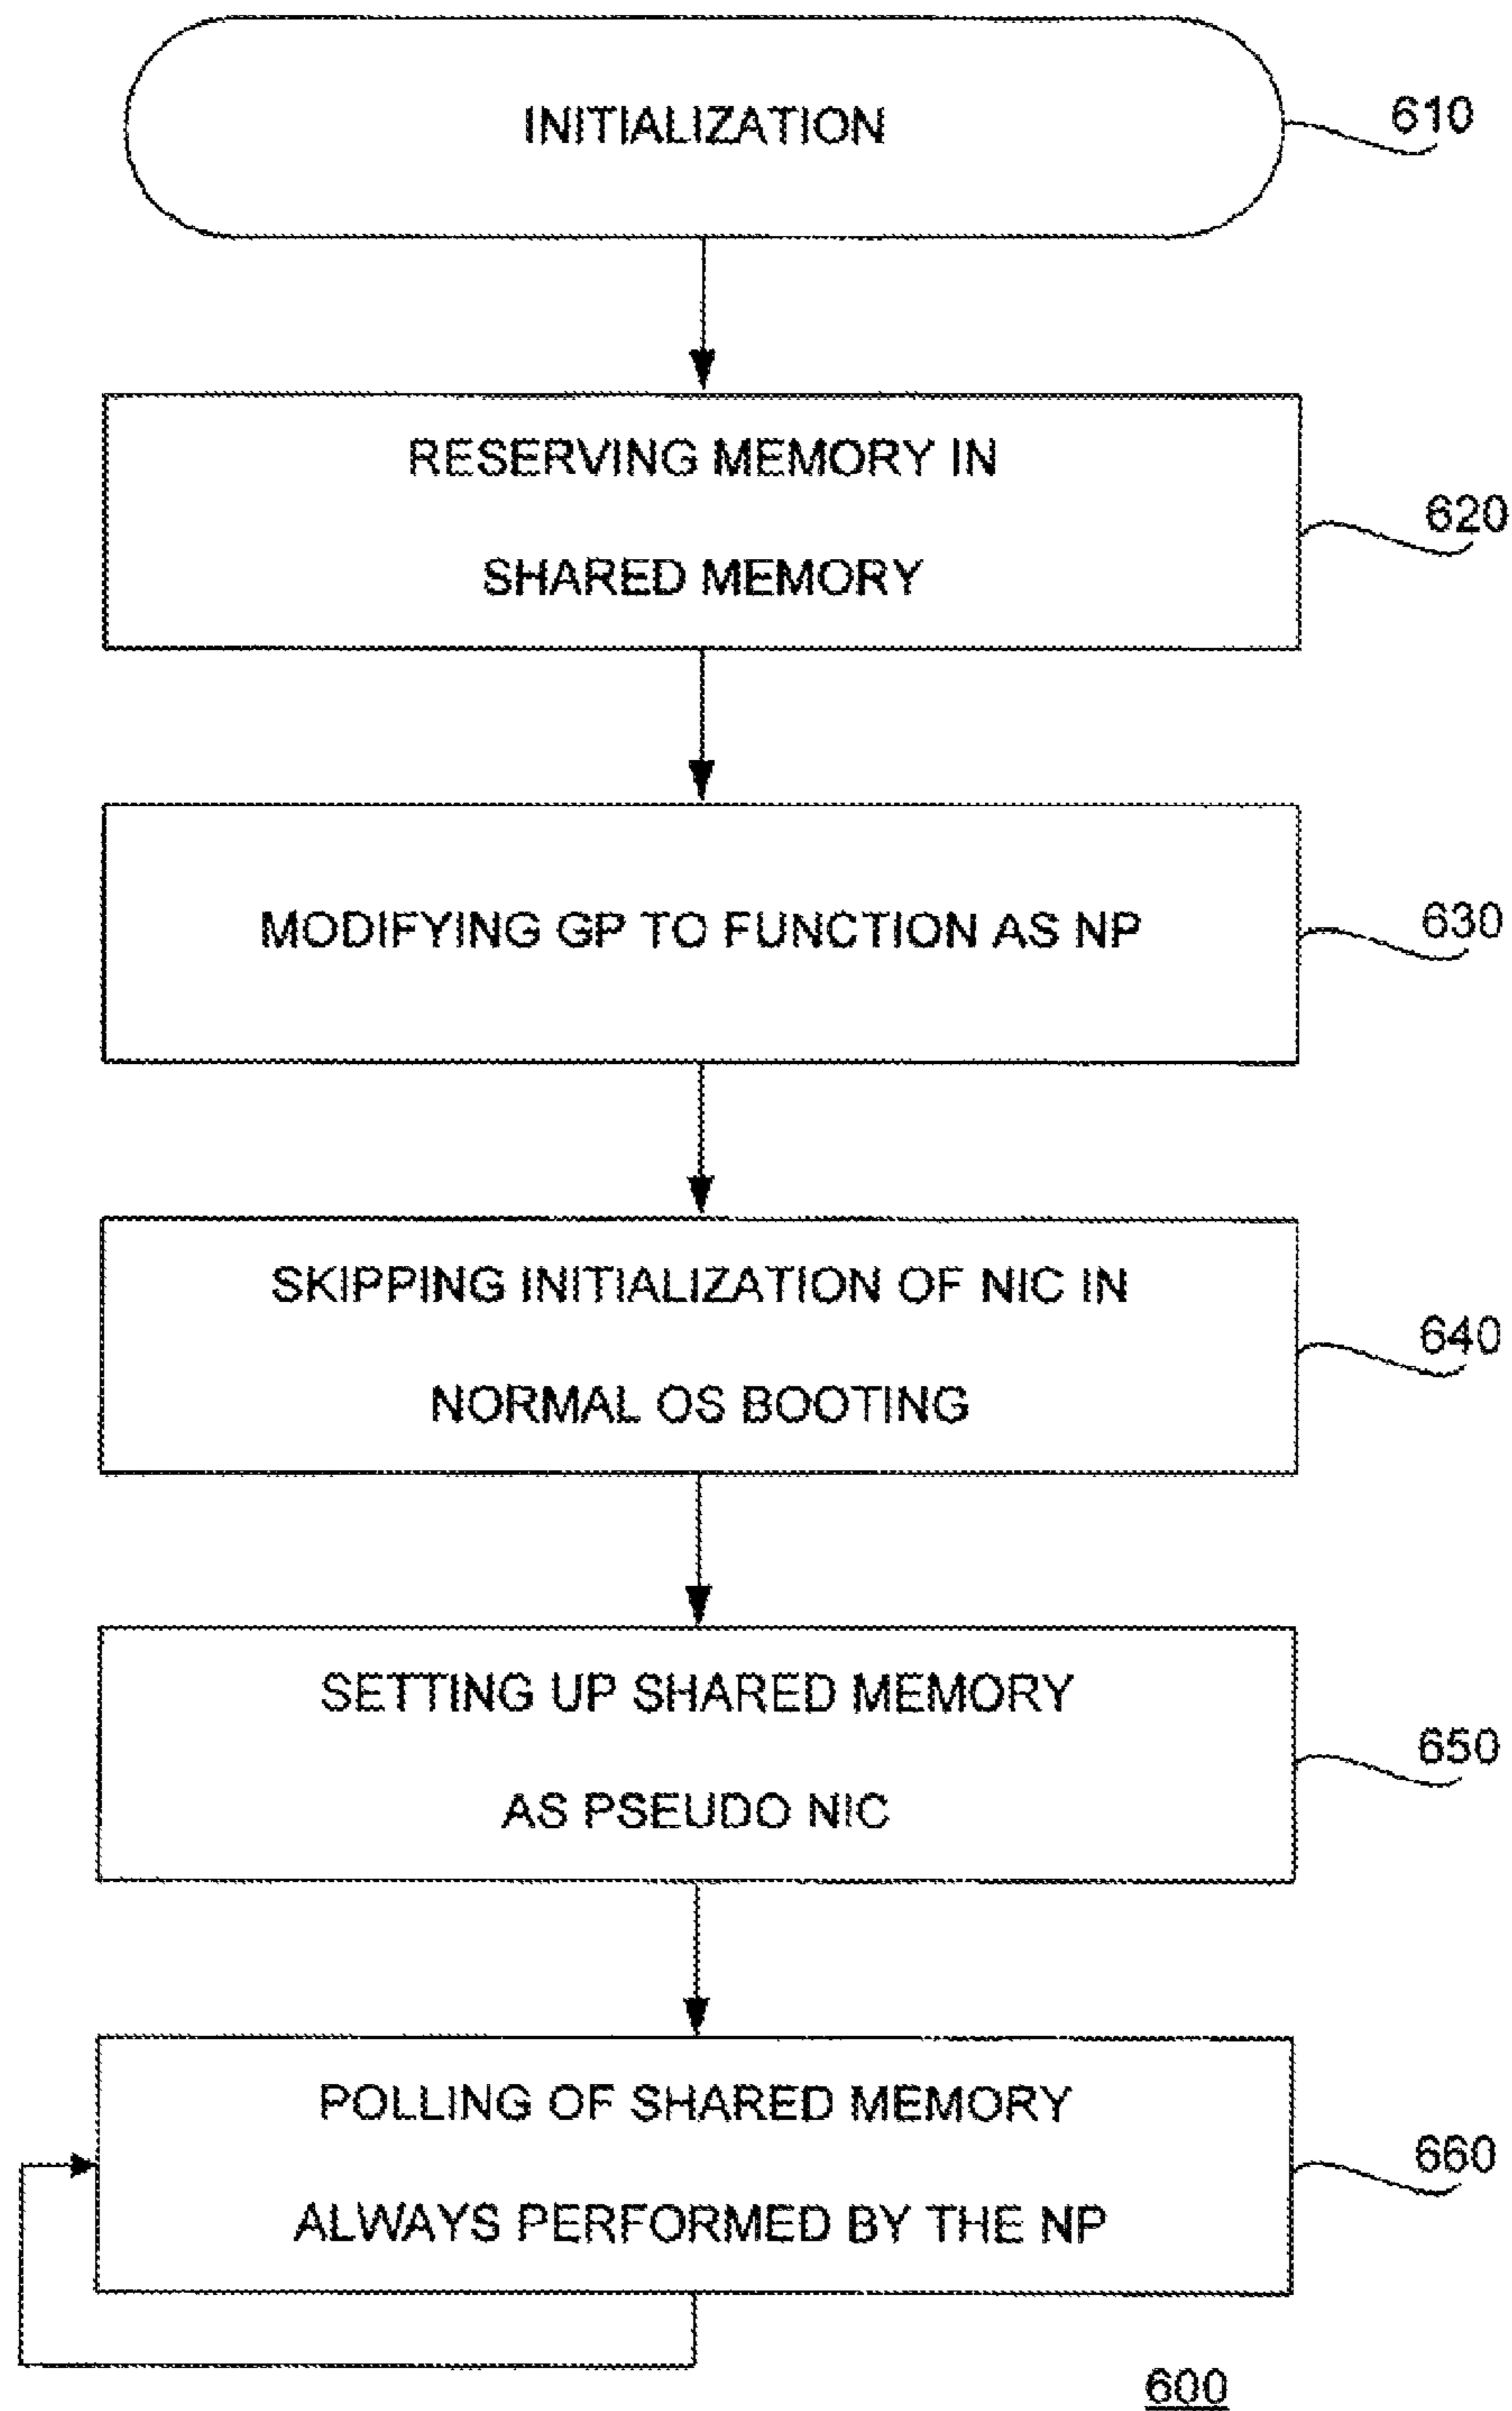 INITIALIZATION
610
RESERVING MEMORY IN
SHARED MEMORY
620
MODIFYING GP TO FUNCTION AS NP
630
SKIPPING INITIALIZATION OF NIC IN
NORMAL OS BOOTING
640
SETTING UP SHARED MEMORY
AS PSEUDO NIC
650
POLLING OF SHARED MEMORY
ALWAYS PERFORMED BY THE NP
660
600